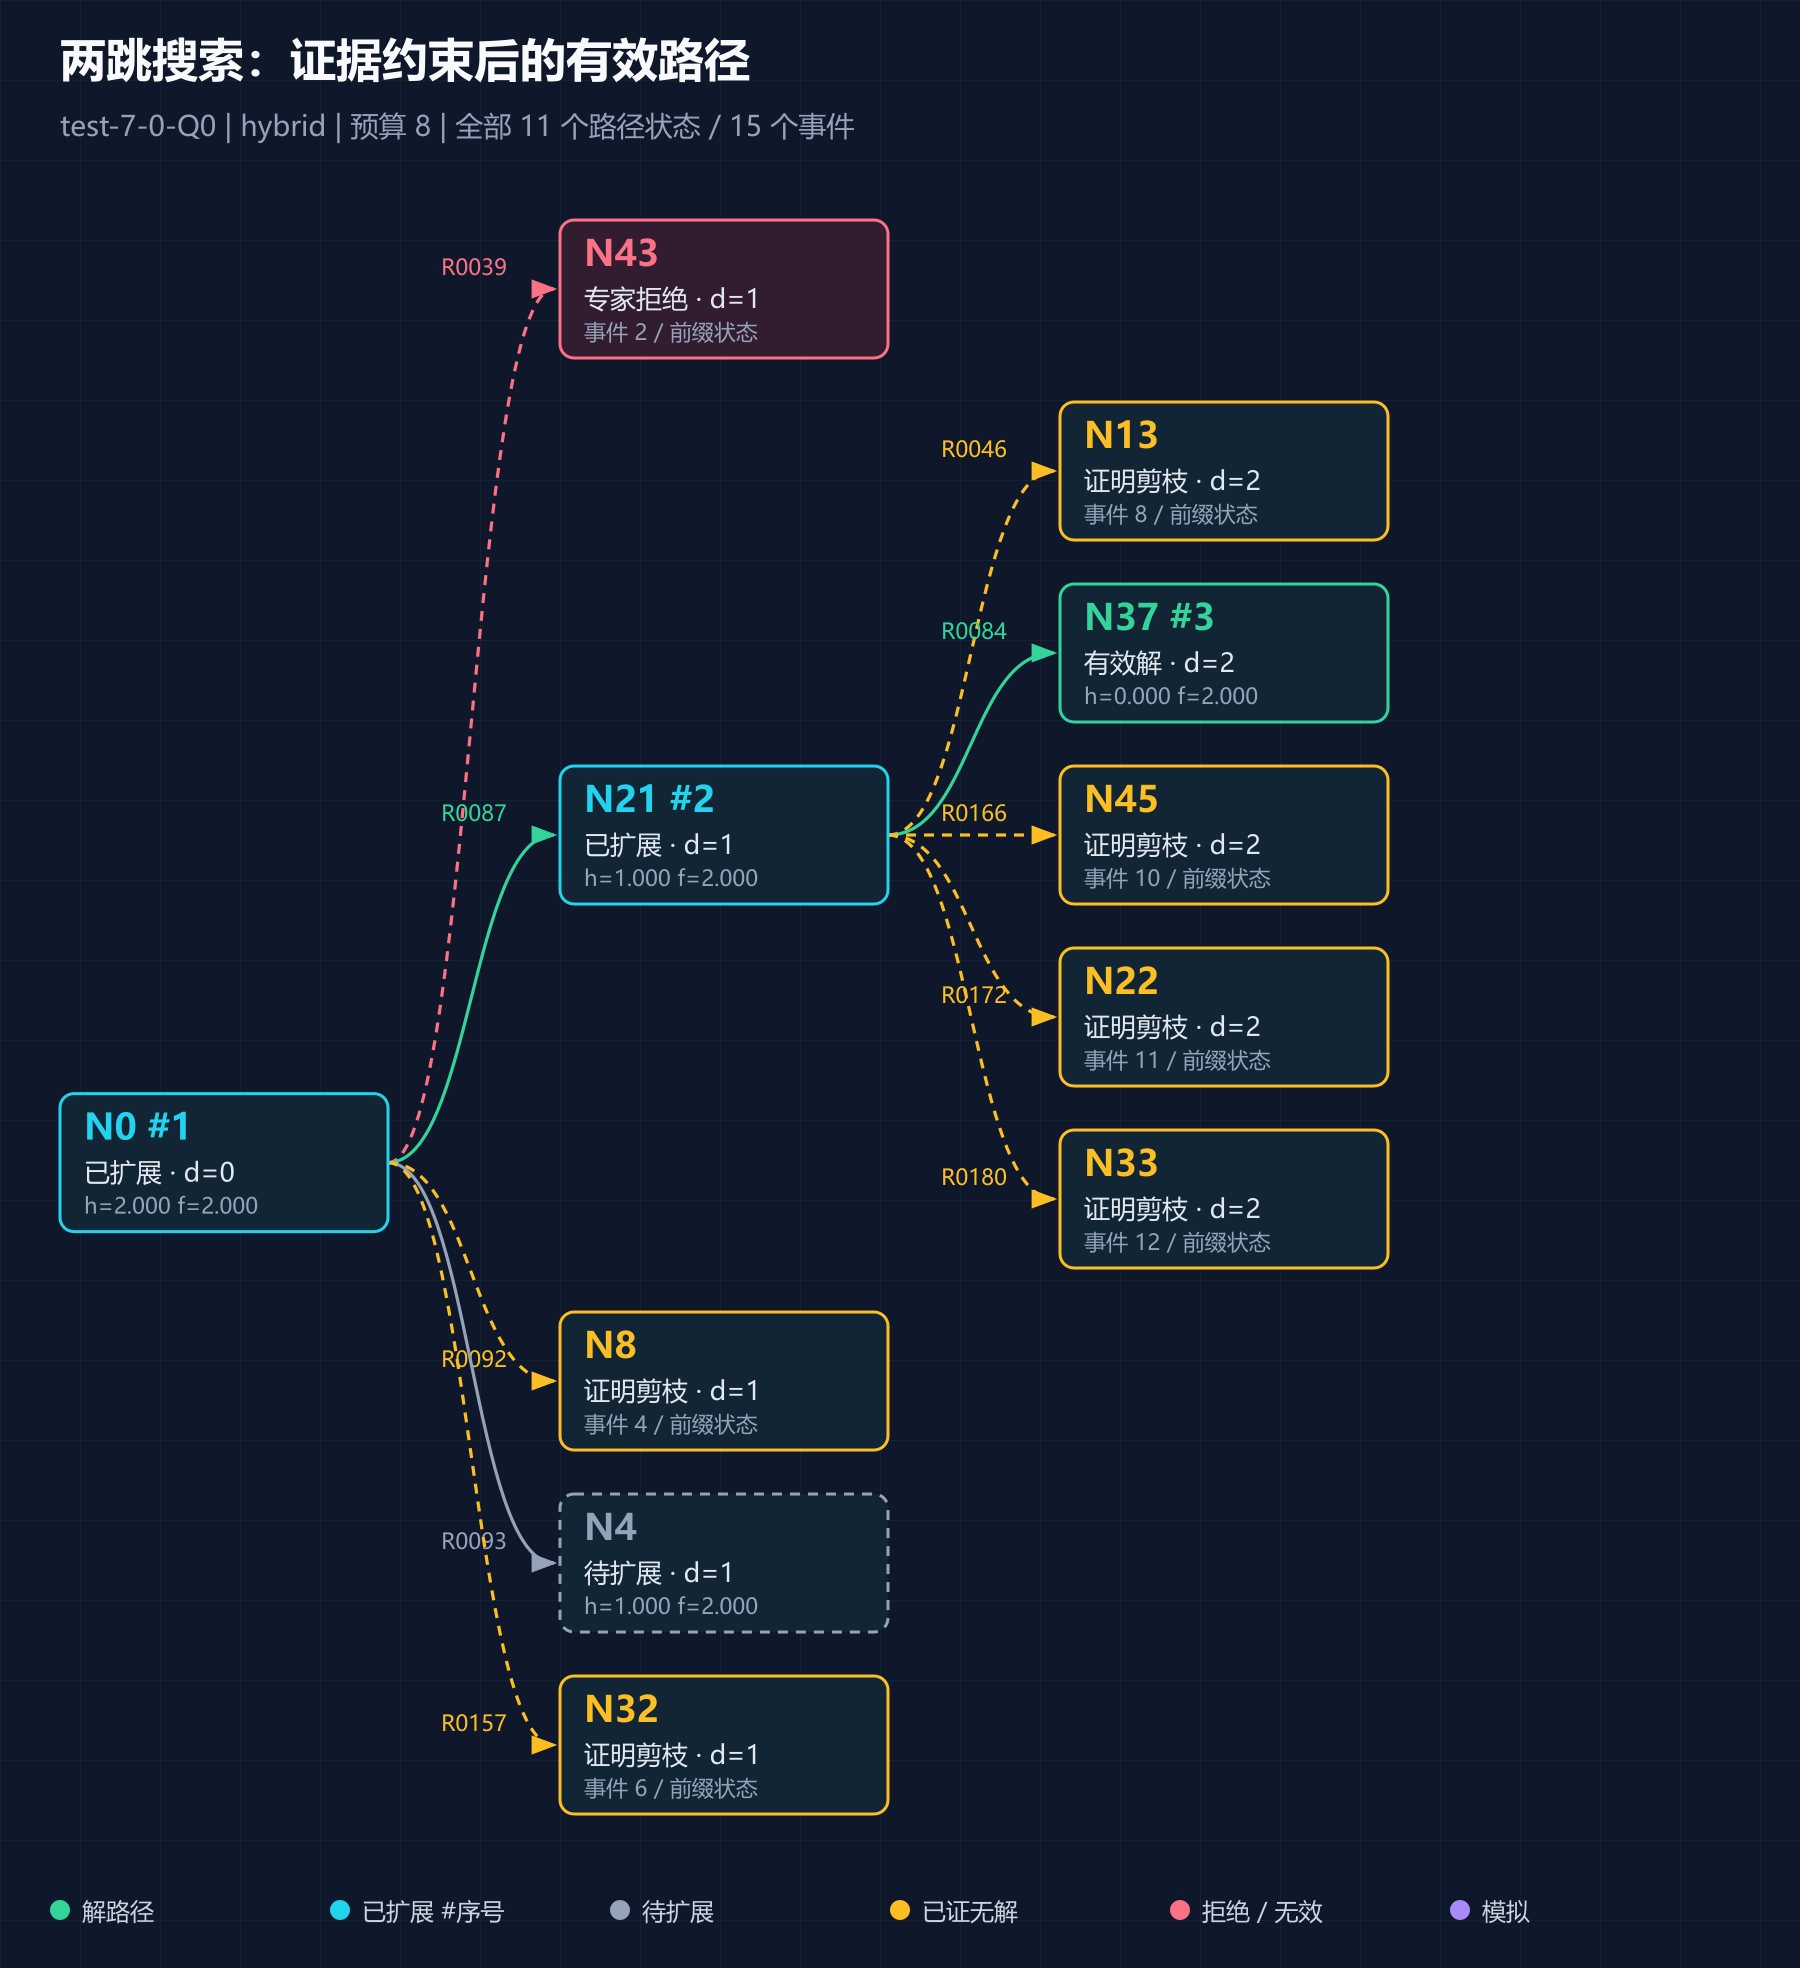 两跳搜索：证据约束后的有效路径
test-7-0-Q0 | hybrid | 预算 8 | 全部 11 个路径状态 / 15 个事件
R0039
N43
专家拒绝 · d=1
事件 2 / 前缀状态
R0046
N13
证明剪枝 · d=2
事件 8 / 前缀状态
R0084
N37 #3
有效解 · d=2
h=0.000 f=2.000
R0087
N21 #2
已扩展 · d=1
h=1.000 f=2.000
R0166
N45
证明剪枝 · d=2
事件 10 / 前缀状态
R0172
N22
证明剪枝 · d=2
事件 11 / 前缀状态
N0 #1
已扩展 · d=0
h=2.000 f=2.000
R0180
N33
证明剪枝 · d=2
事件 12 / 前缀状态
R0092
N8
证明剪枝 · d=1
事件 4 / 前缀状态
R0093
N4
待扩展 · d=1
h=1.000 f=2.000
R0157
N32
证明剪枝 · d=1
事件 6 / 前缀状态
解路径
已扩展 #序号
待扩展
已证无解
拒绝 / 无效
模拟